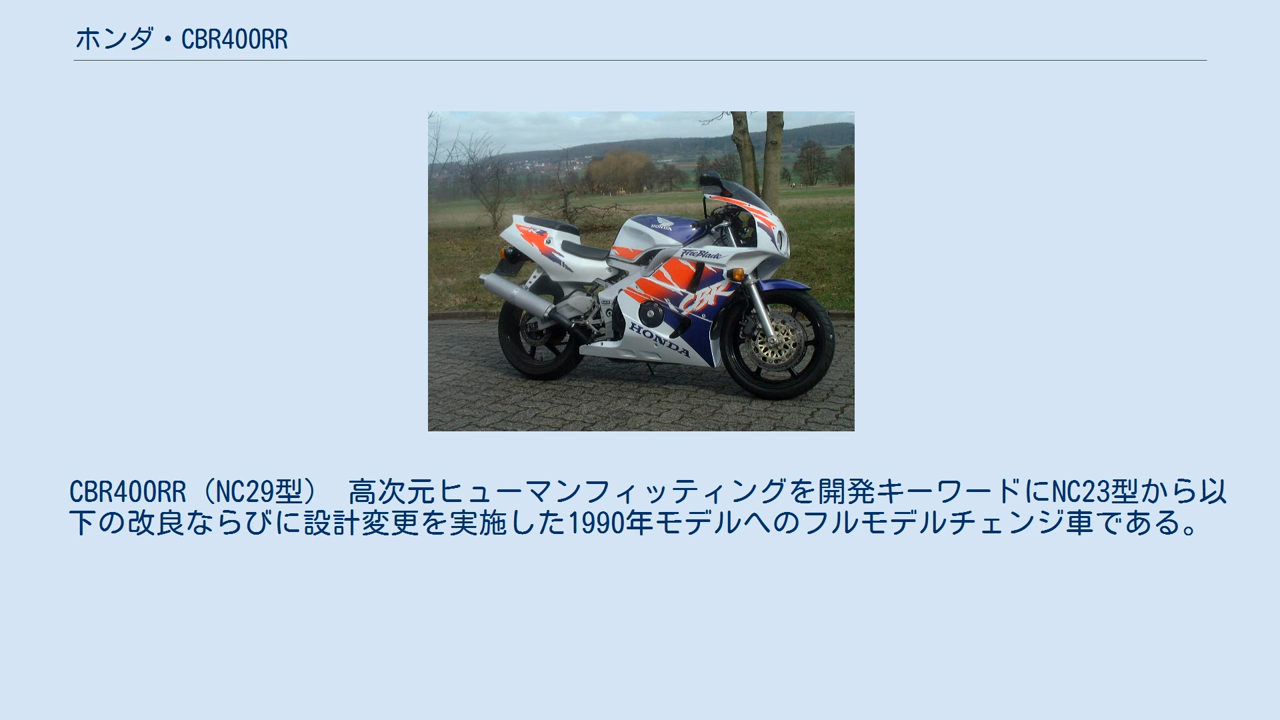 ホンダ・CBR400RR
HONDA
FireBlade
CBR
HONDA
CBR400RR（NC29型）　高次元ヒューマンフィッティングを開発キーワードにNC23型から以
下の改良ならびに設計変更を実施した1990年モデルへのフルモデルチェンジ車である。